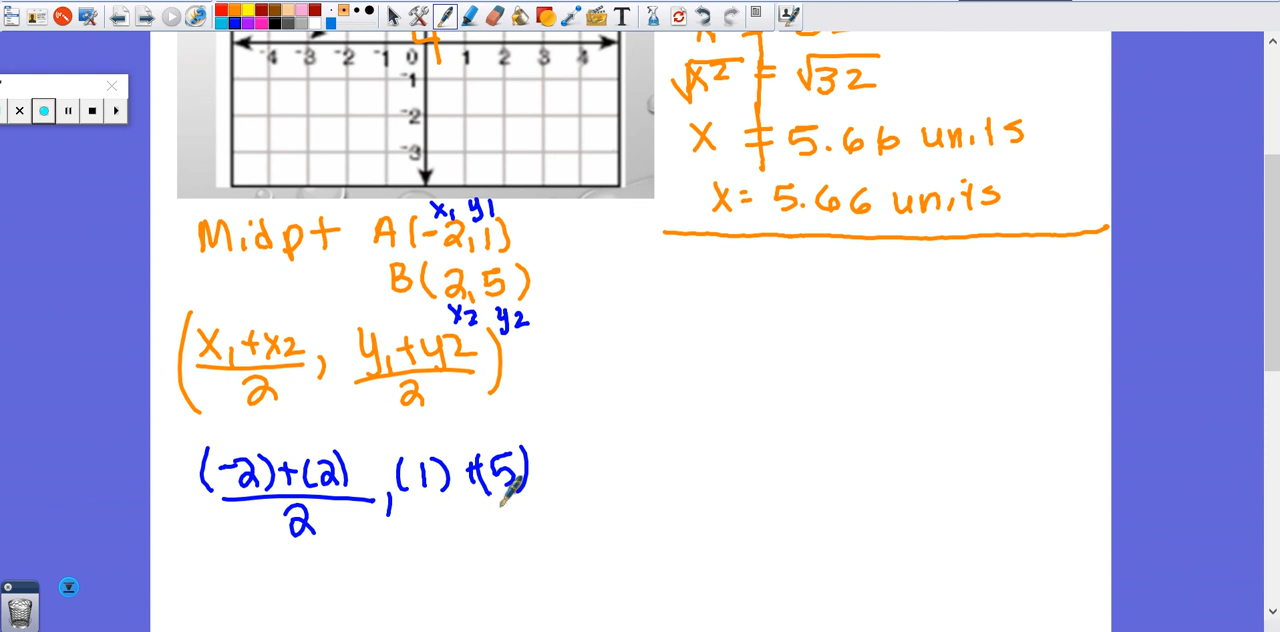 4
-4 -3 -2 -1 0 1 2 3 4
-1
-2
-3
√x² = √32
x = 5.66 units
x = 5.66 units
x₁ y1
Midpt A(-2,1)
B(2,5)
x2 y2
(x₁+x2/2, y₁+y2/2)
(-2)+(2)/2, (1)+(5)